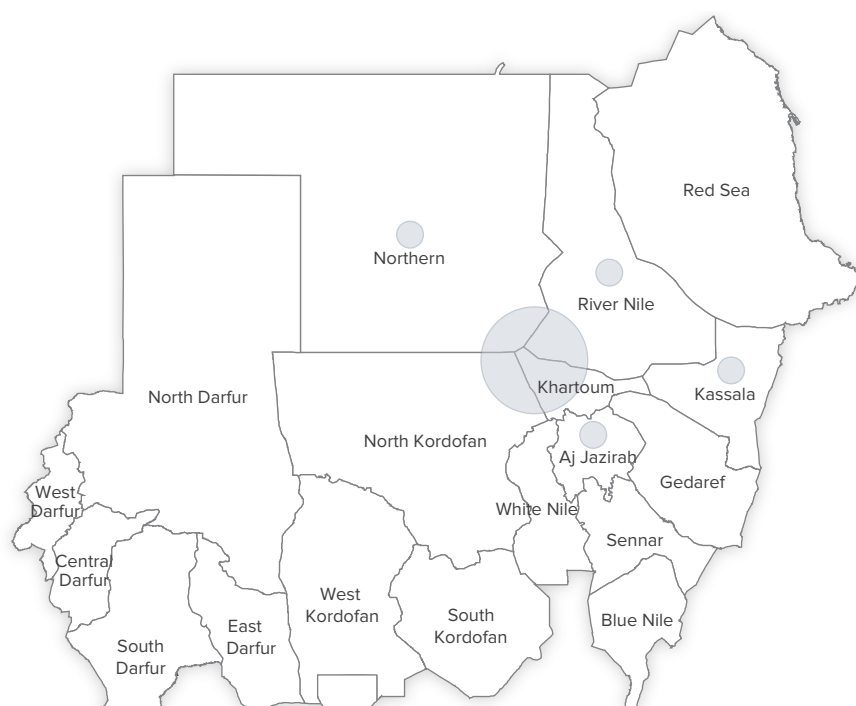 Red Sea
Northern
River Nile
Khartoum
Kassala
North Darfur
North Kordofan
Aj Jazirah
Gedaref
West
Darfur
White Nile
Sennar
Central
Darfur
West
Kordofan
South
Kordofan
Blue Nile
East
Darfur
South
Darfur